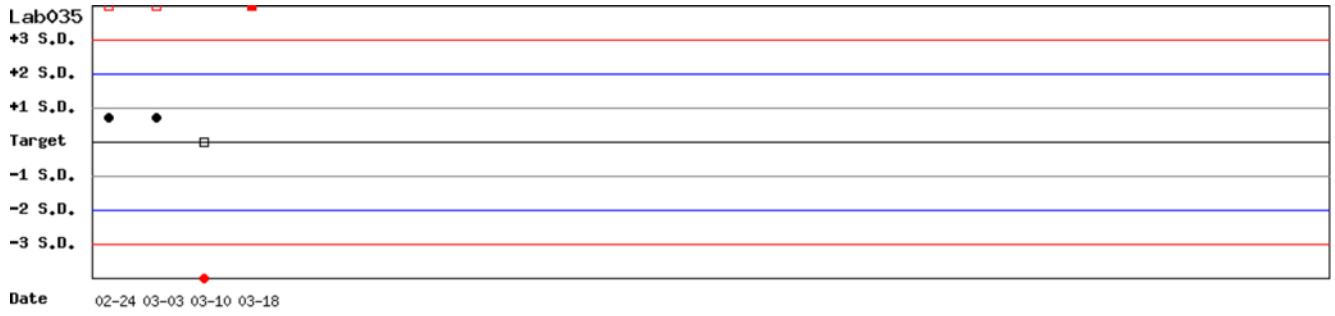 Lab035
+3 S.D.
+2 S.D.
+1 S.D.
Target
-1 S.D.
-2 S.D.
-3 S.D.
Date 02-24 03-03 03-10 03-18